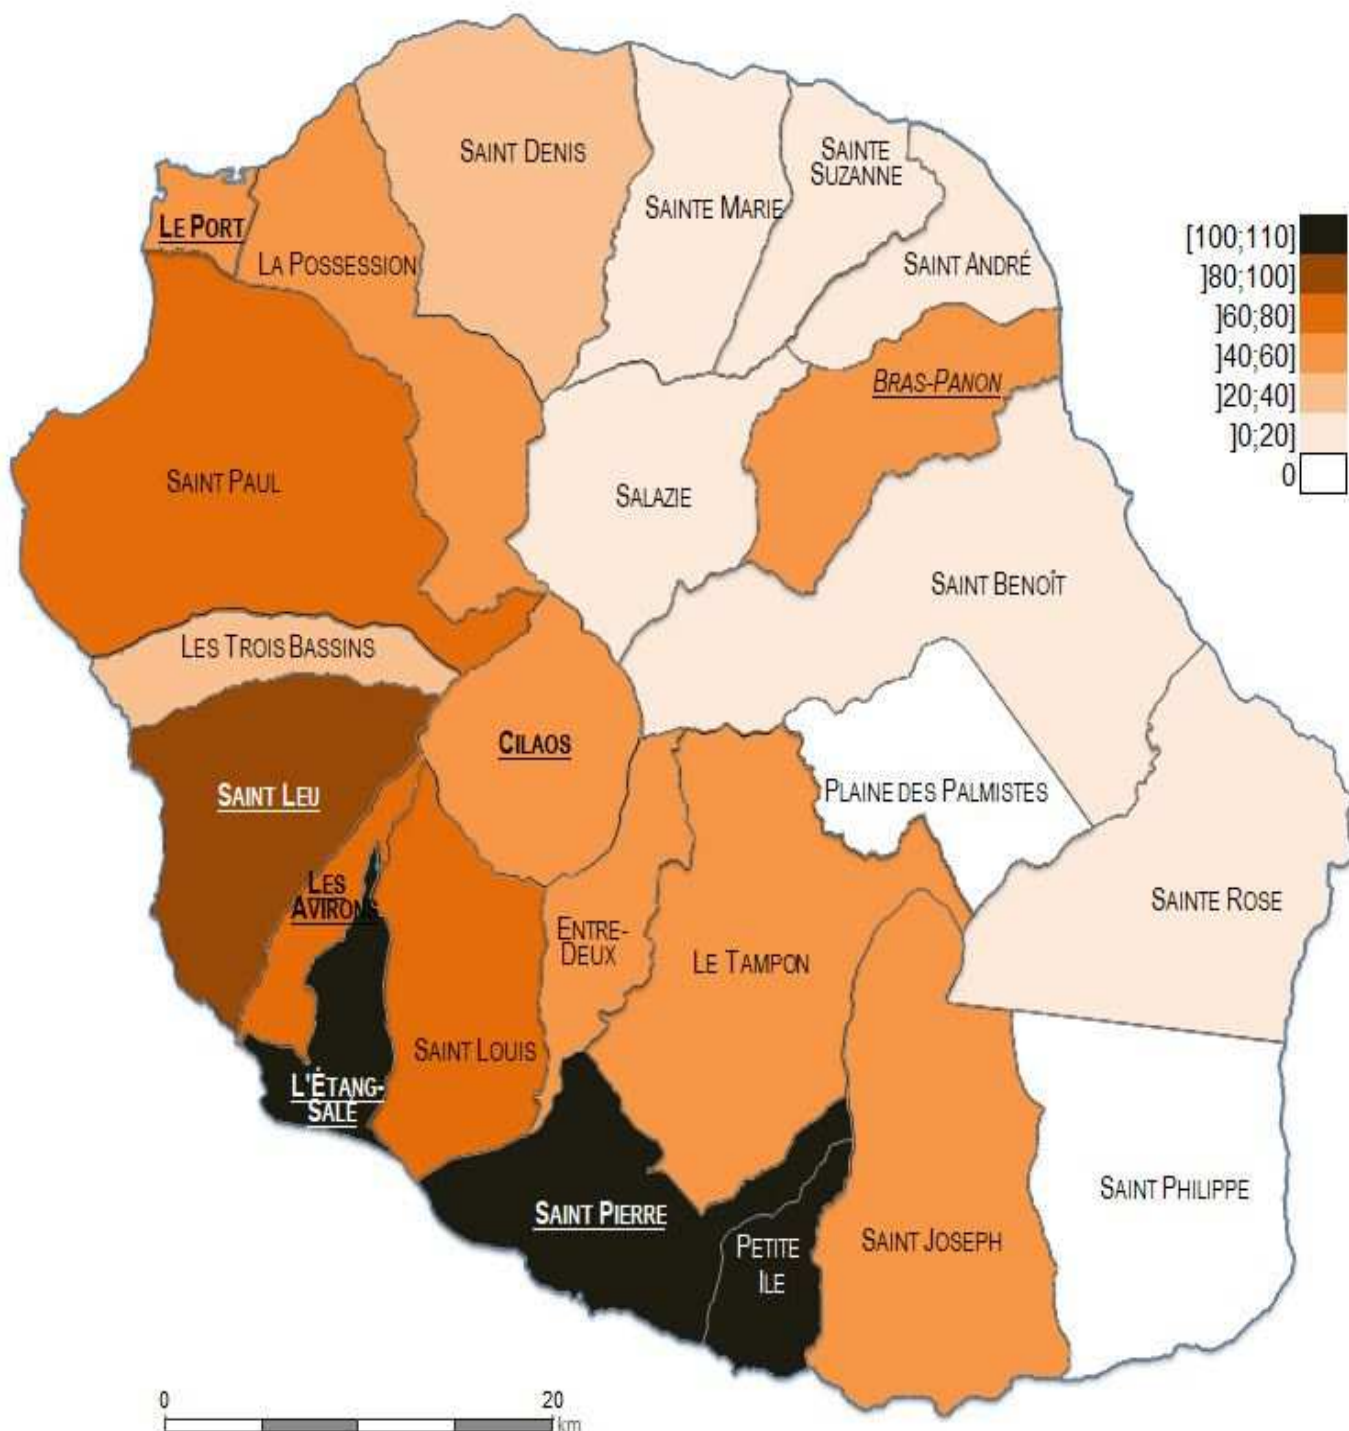 SAINT DENIS
SAINTE
SUZANNE
SAINTE MARIE
LE PORT
LA POSSESSION
SAINT ANDRÉ
[100;110]
]80;100]
]60;80]
]40;60]
]20;40]
]0;20]
0
BRAS-PANON
SAINT PAUL
SALAZIE
SAINT BENOÎT
LES TROIS BASSINS
CILAOS
SAINT LEU
PLAINE DES PALMISTES
LES
AVIRONS
SAINTE ROSE
ENTRE-
DEUX
LE TAMPON
SAINT LOUIS
L'ÉTANG-
SALÉ
SAINT PHILIPPE
SAINT PIERRE
PETITE
ILE
SAINT JOSEPH
0 20
km